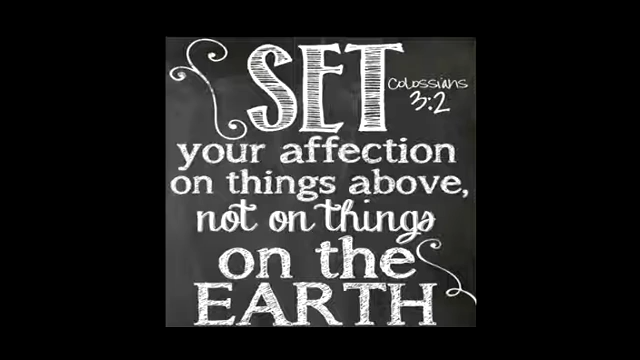 SET
Colossians
3:2
your affection
on things above,
not on things
on the
EARTH